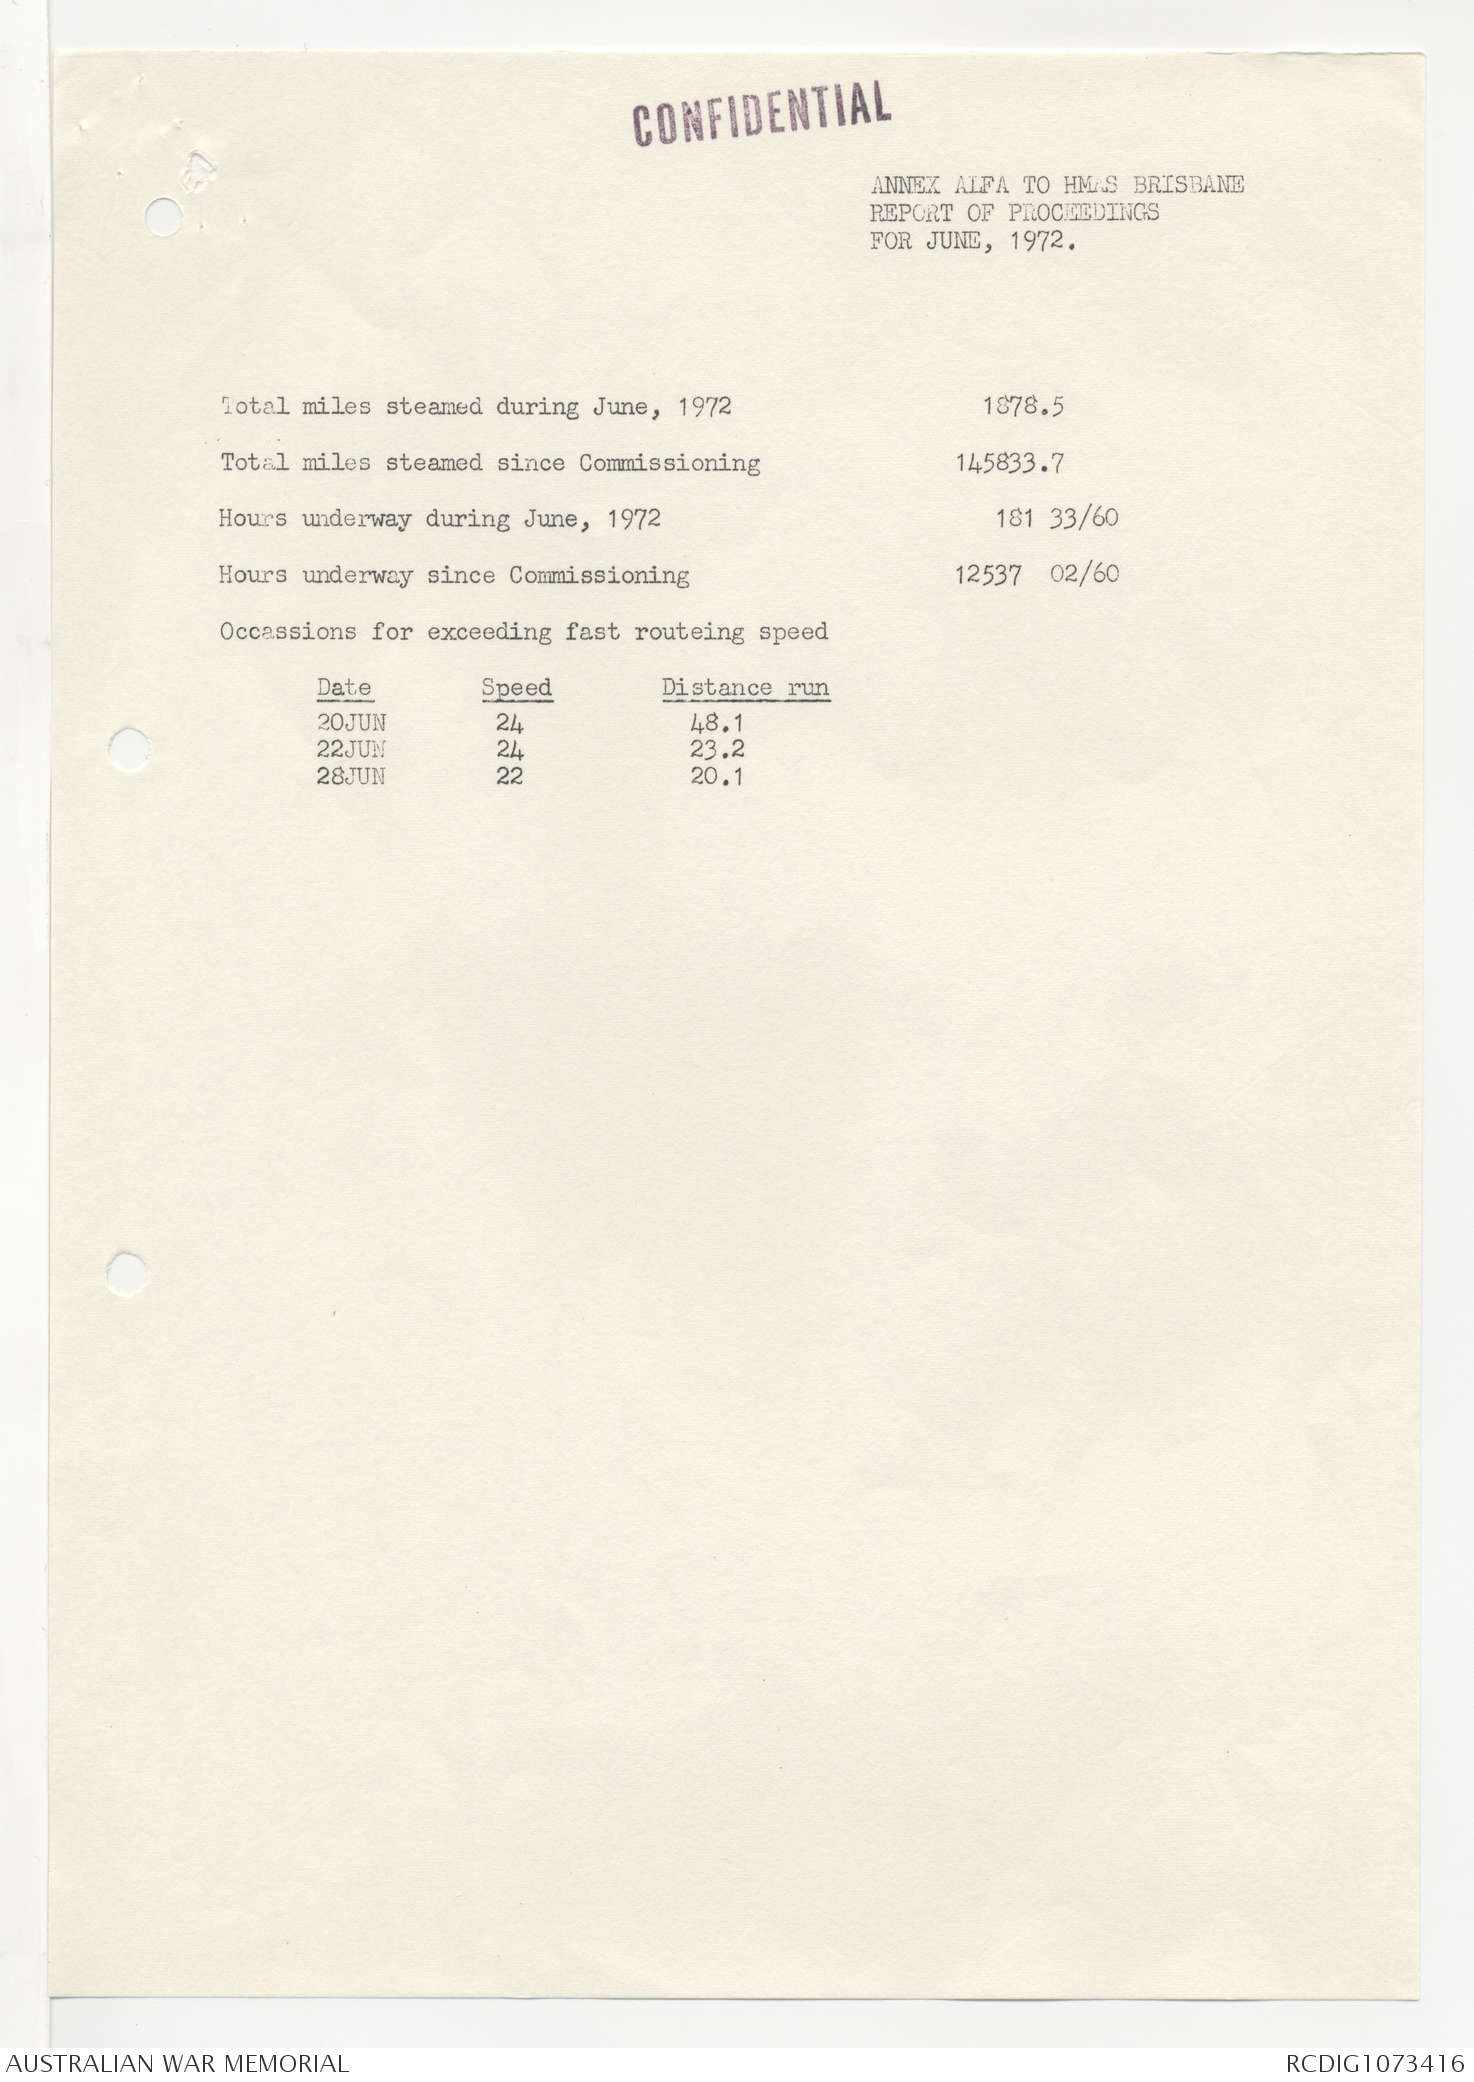 CONFIDENTIAL
ANNEX ALFA TO HMAS BRISBANE
REPORT OF PROCEEDINGS
FOR JUNE, 1972.
Total miles steamed during June, 1972 1878.5
Total miles steamed since Commissioning 145833.7
Hours underway during June, 1972 181 33/60
Hours underway since Commissioning 12537 02/60
Occassions for exceeding fast routeing speed
Date Speed Distance run
20JUN 24 48.1
22JUN 24 23.2
28JUN 22 20.1
AUSTRALIAN WAR MEMORIAL RCDIG1073416